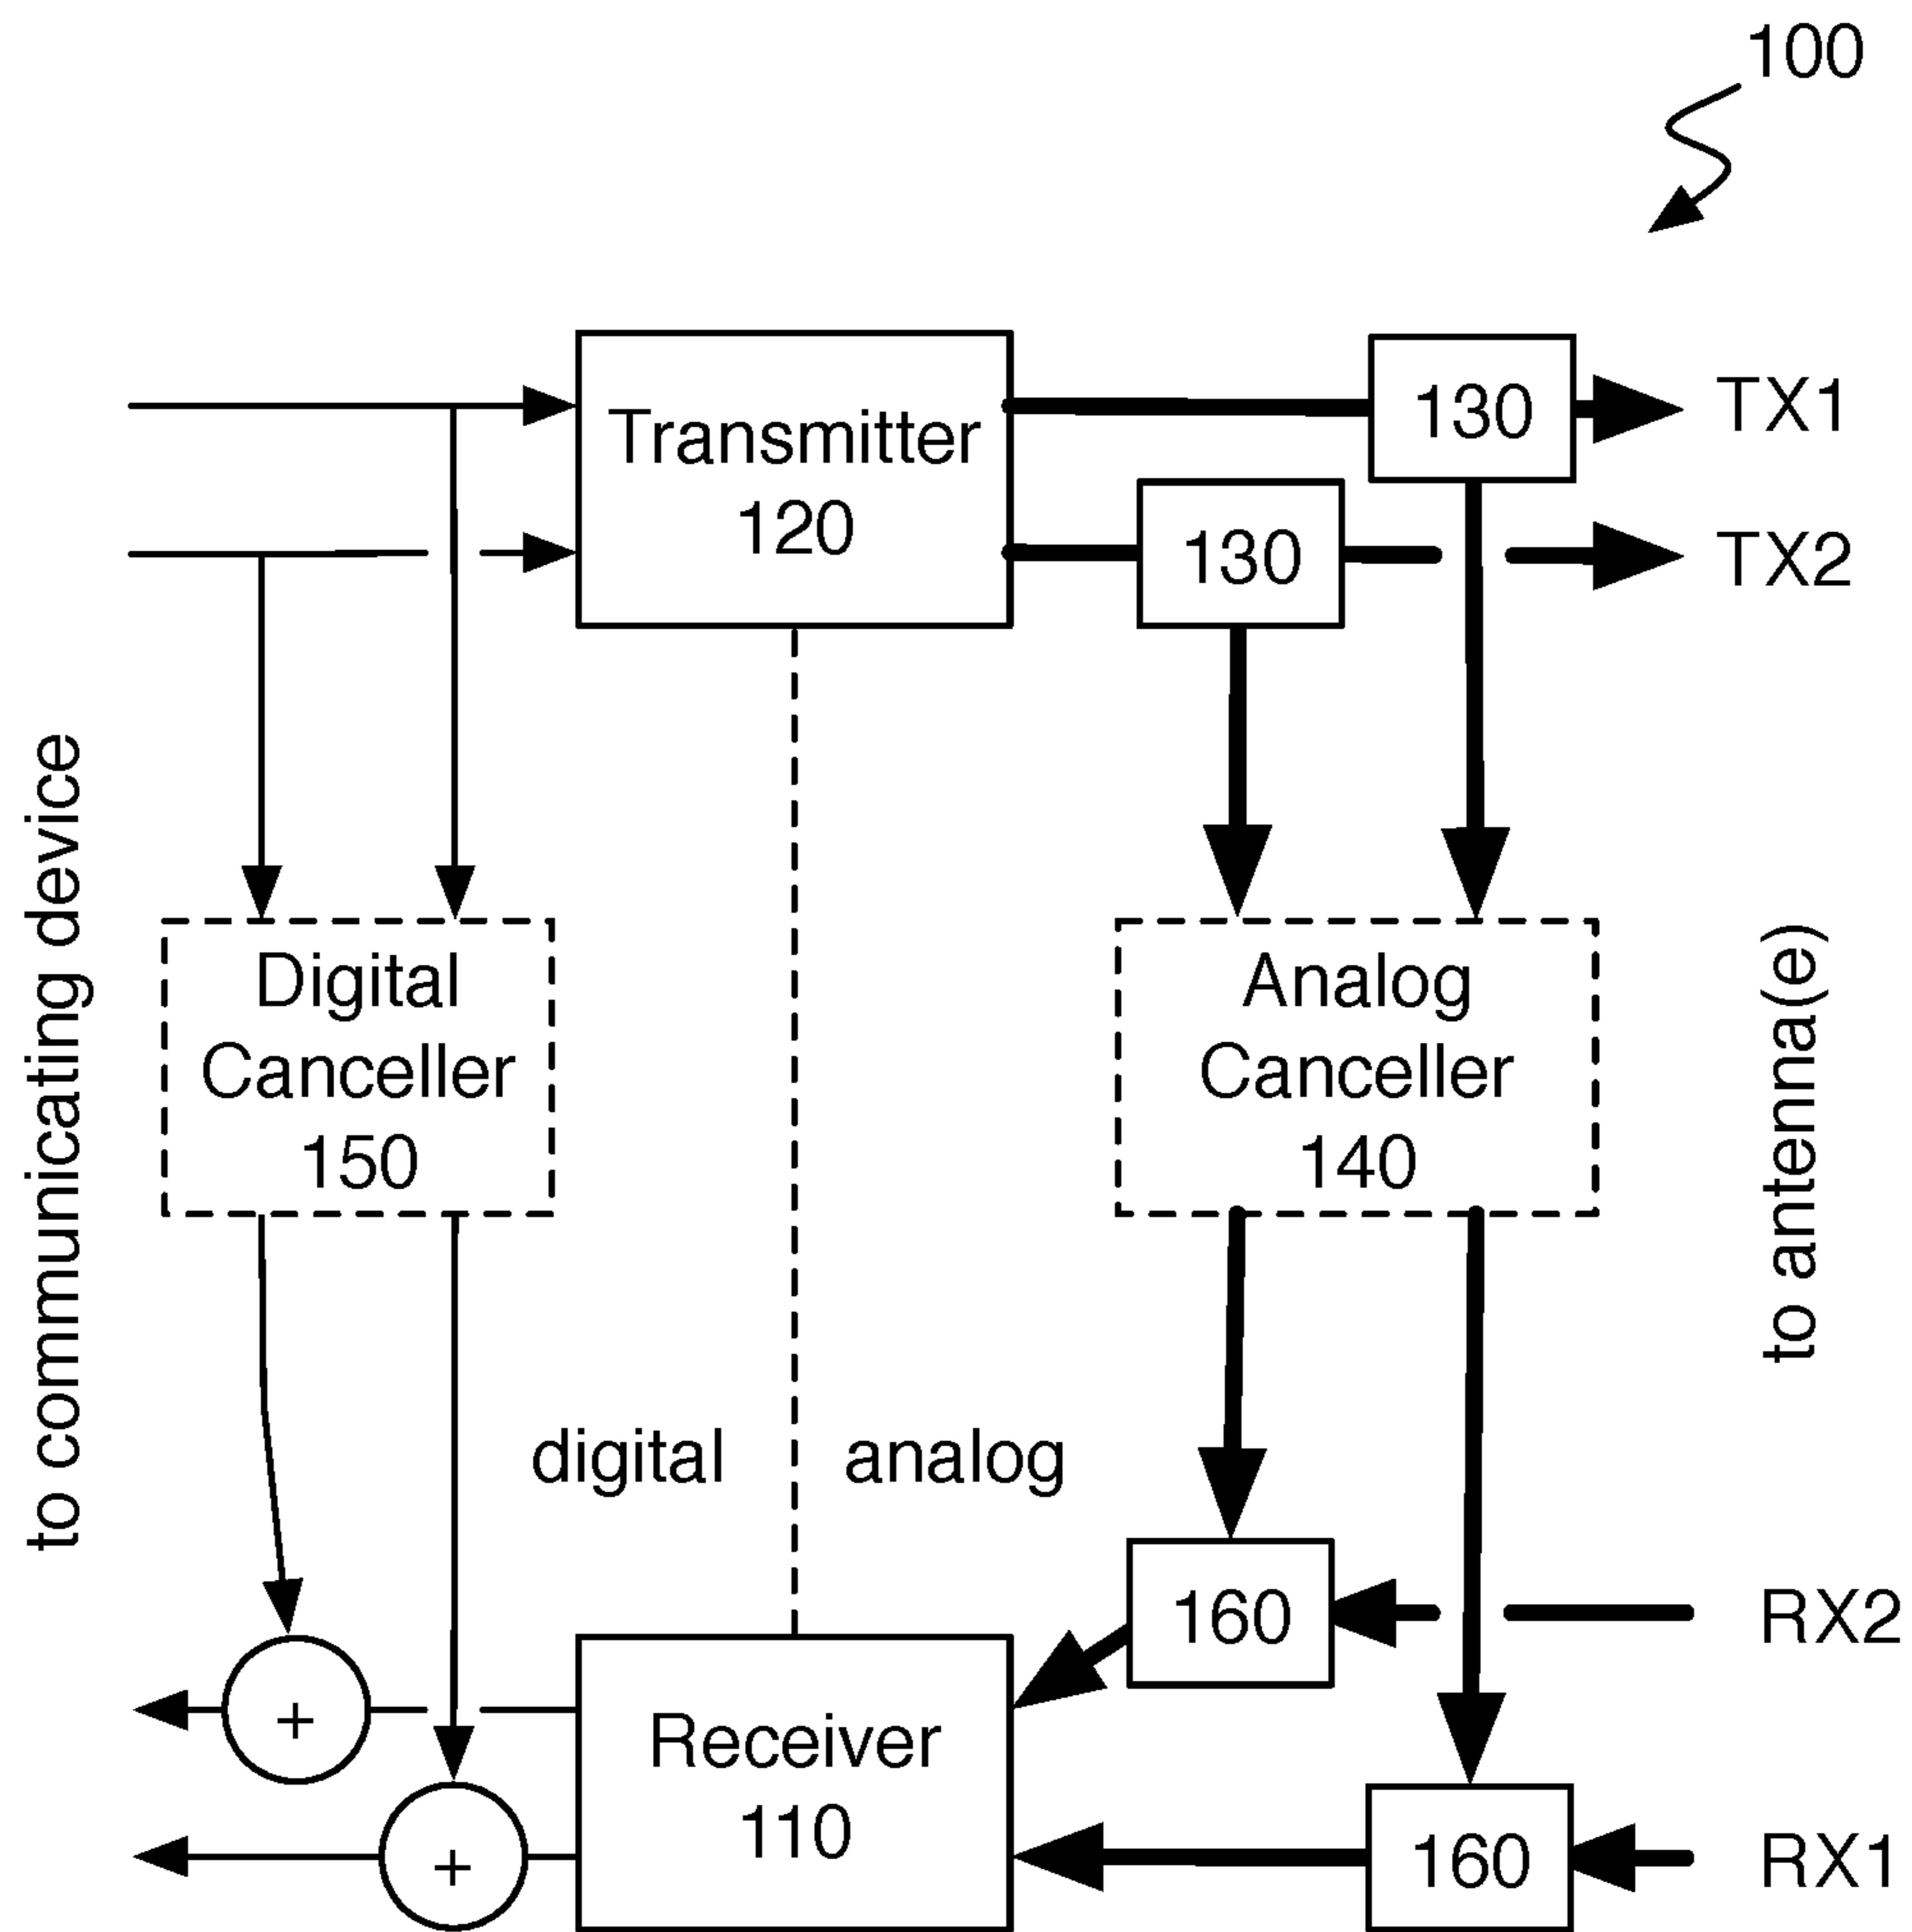 100
Transmitter
120
130
TX1
130
TX2
to communicating device
Digital
Canceller
150
Analog
Canceller
140
to antenna(e)
digital
analog
160
RX2
+
Receiver
110
+
160
RX1